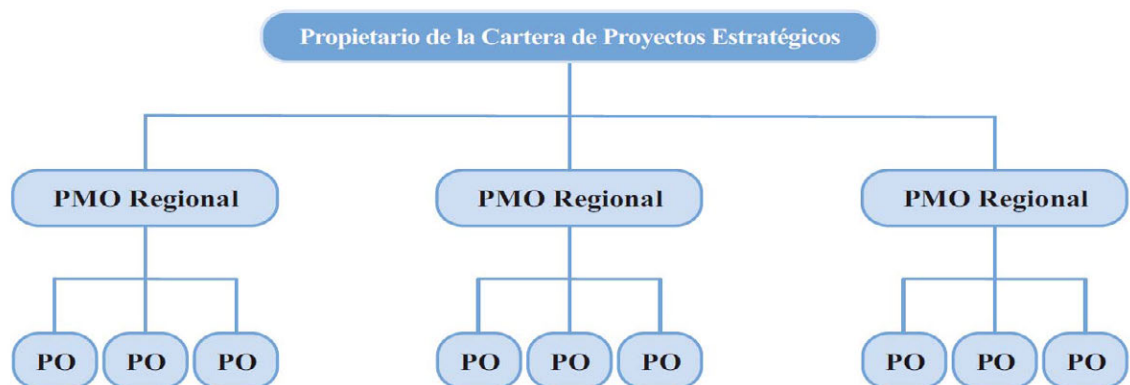 Propietario de la Cartera de Proyectos Estratégicos
PMO Regional
PMO Regional
PMO Regional
PO
PO
PO
PO
PO
PO
PO
PO
PO